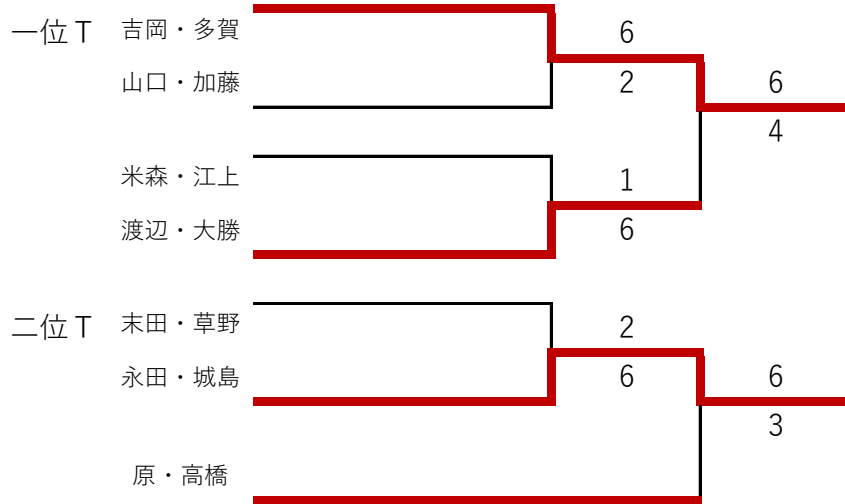 一位T 吉岡・多賀 6
山口・加藤 2 6
4
米森・江上 1
渡辺・大勝 6
二位T 末田・草野 2
永田・城島 6 6
3
原・高橋